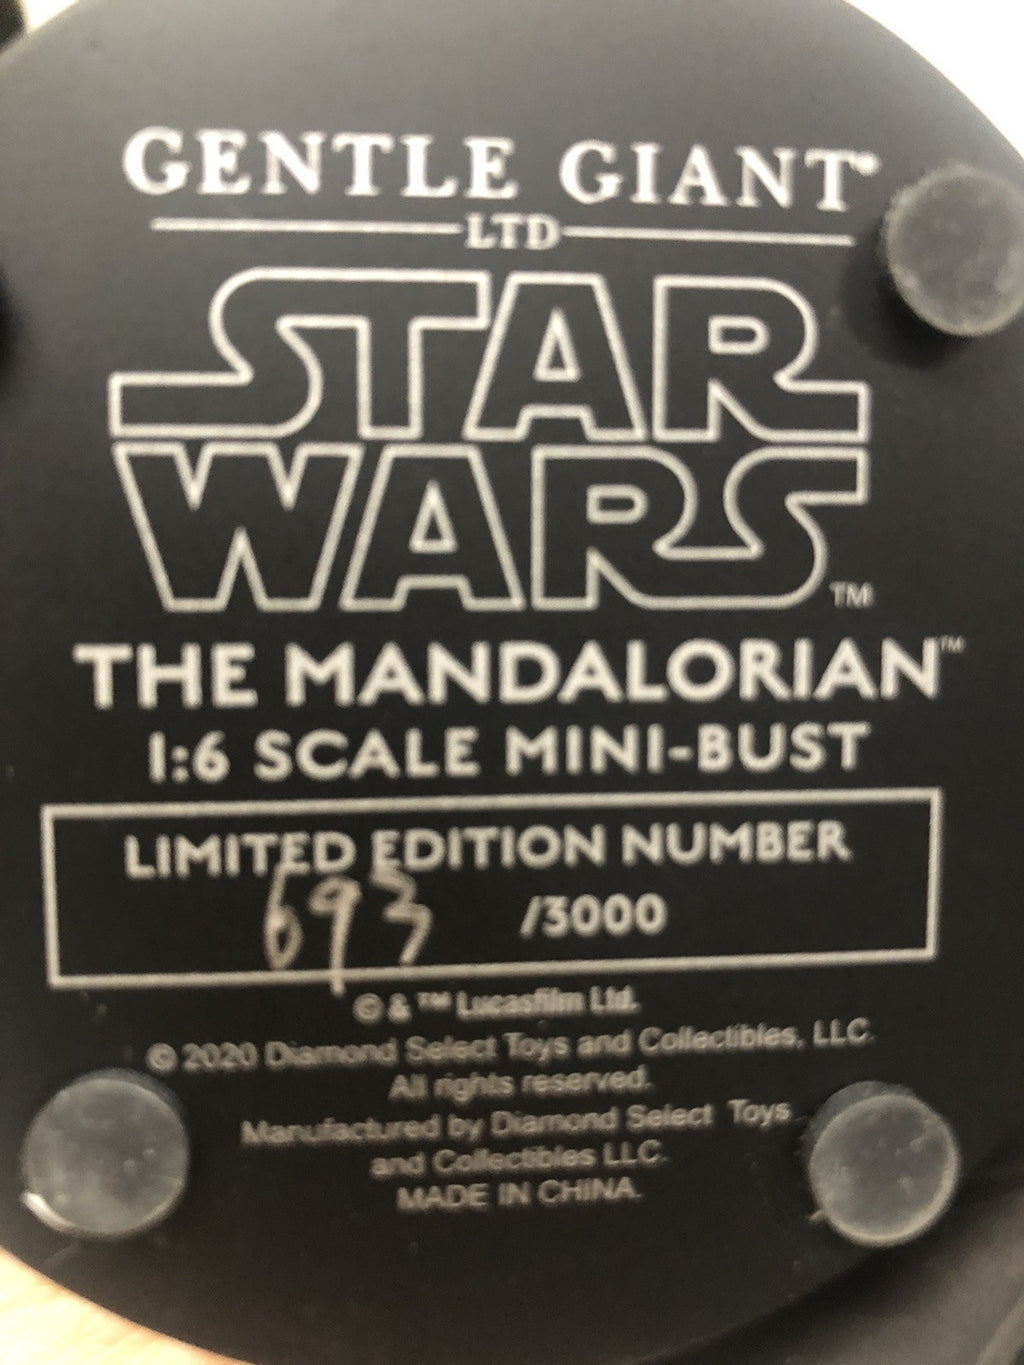 GENTLE GIANT®
LTD
STAR
WARS™
THE MANDALORIAN™
1:6 SCALE MINI-BUST
LIMITED EDITION NUMBER
693 /3000
© & ™ Lucasfilm Ltd.
© 2020 Diamond Select Toys and Collectibles, LLC.
All rights reserved.
Manufactured by Diamond Select Toys
and Collectibles LLC.
MADE IN CHINA.